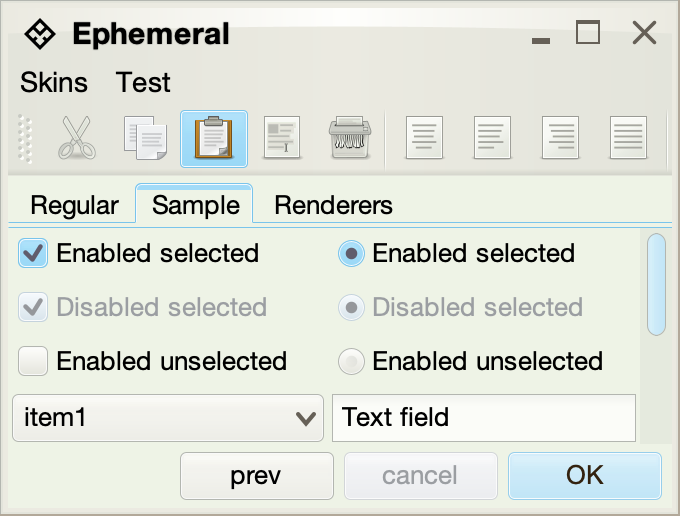 Ephemeral
Skins Test
Regular Sample Renderers
Enabled selected Enabled selected
Disabled selected Disabled selected
Enabled unselected Enabled unselected
item1 Text field
prev cancel OK